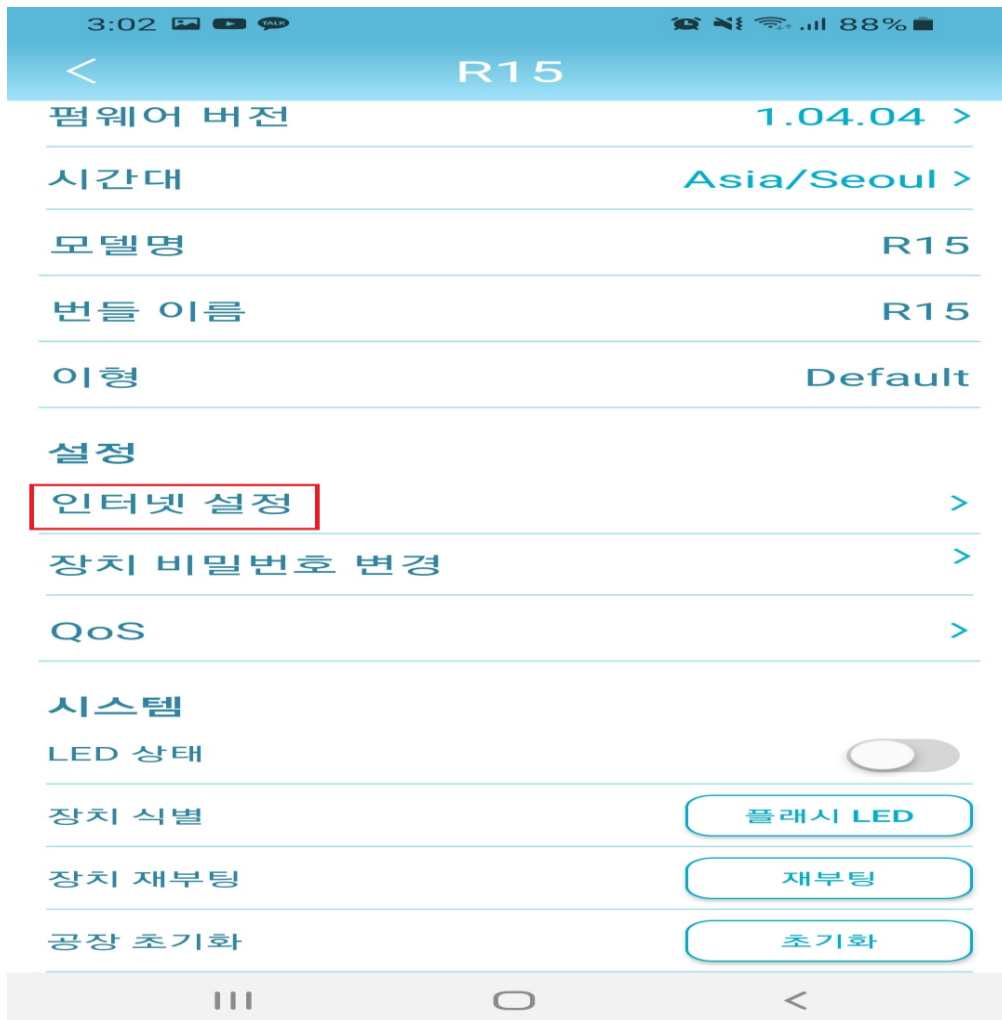 3:02 TALK 88%
< R15
펌웨어 버전 1.04.04 >
시간대 Asia/Seoul >
모델명 R15
번들 이름 R15
이형 Default
설정
인터넷 설정 >
장치 비밀번호 변경 >
QoS >
시스템
LED 상태
장치 식별 플래시 LED
장치 재부팅 재부팅
공장 초기화 초기화